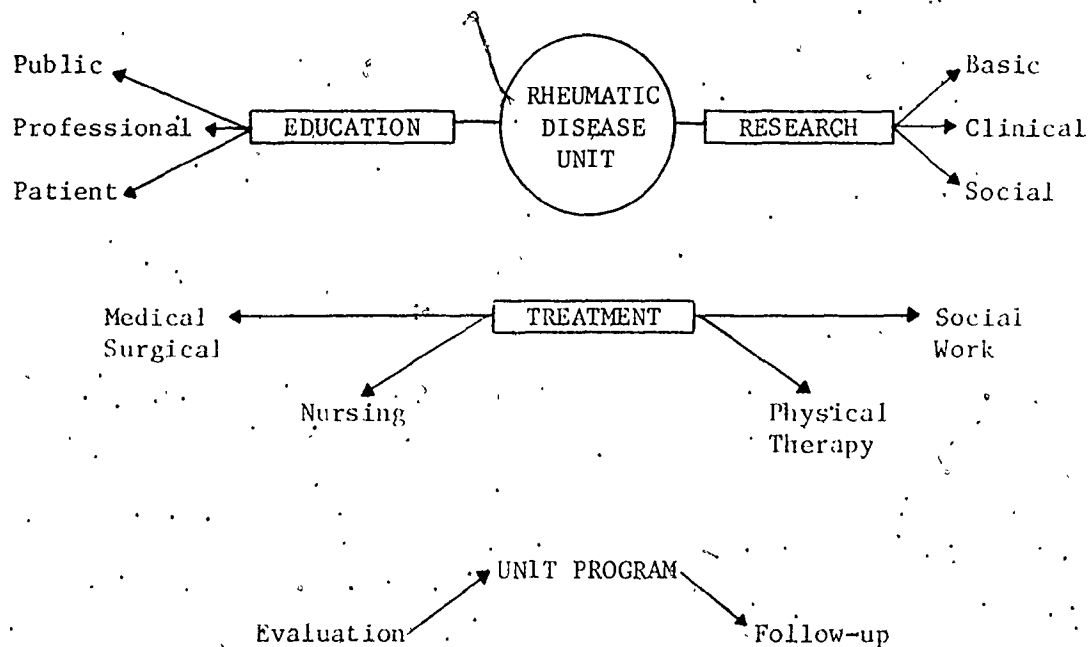 Public
Professional
Patient
EDUCATION
RHEUMATIC
DISEASE
UNIT
RESEARCH
Basic
Clinical
Social
Medical
Surgical
TREATMENT
Social
Work
Nursing
Physical
Therapy
UNIT PROGRAM
Evaluation
Follow-up